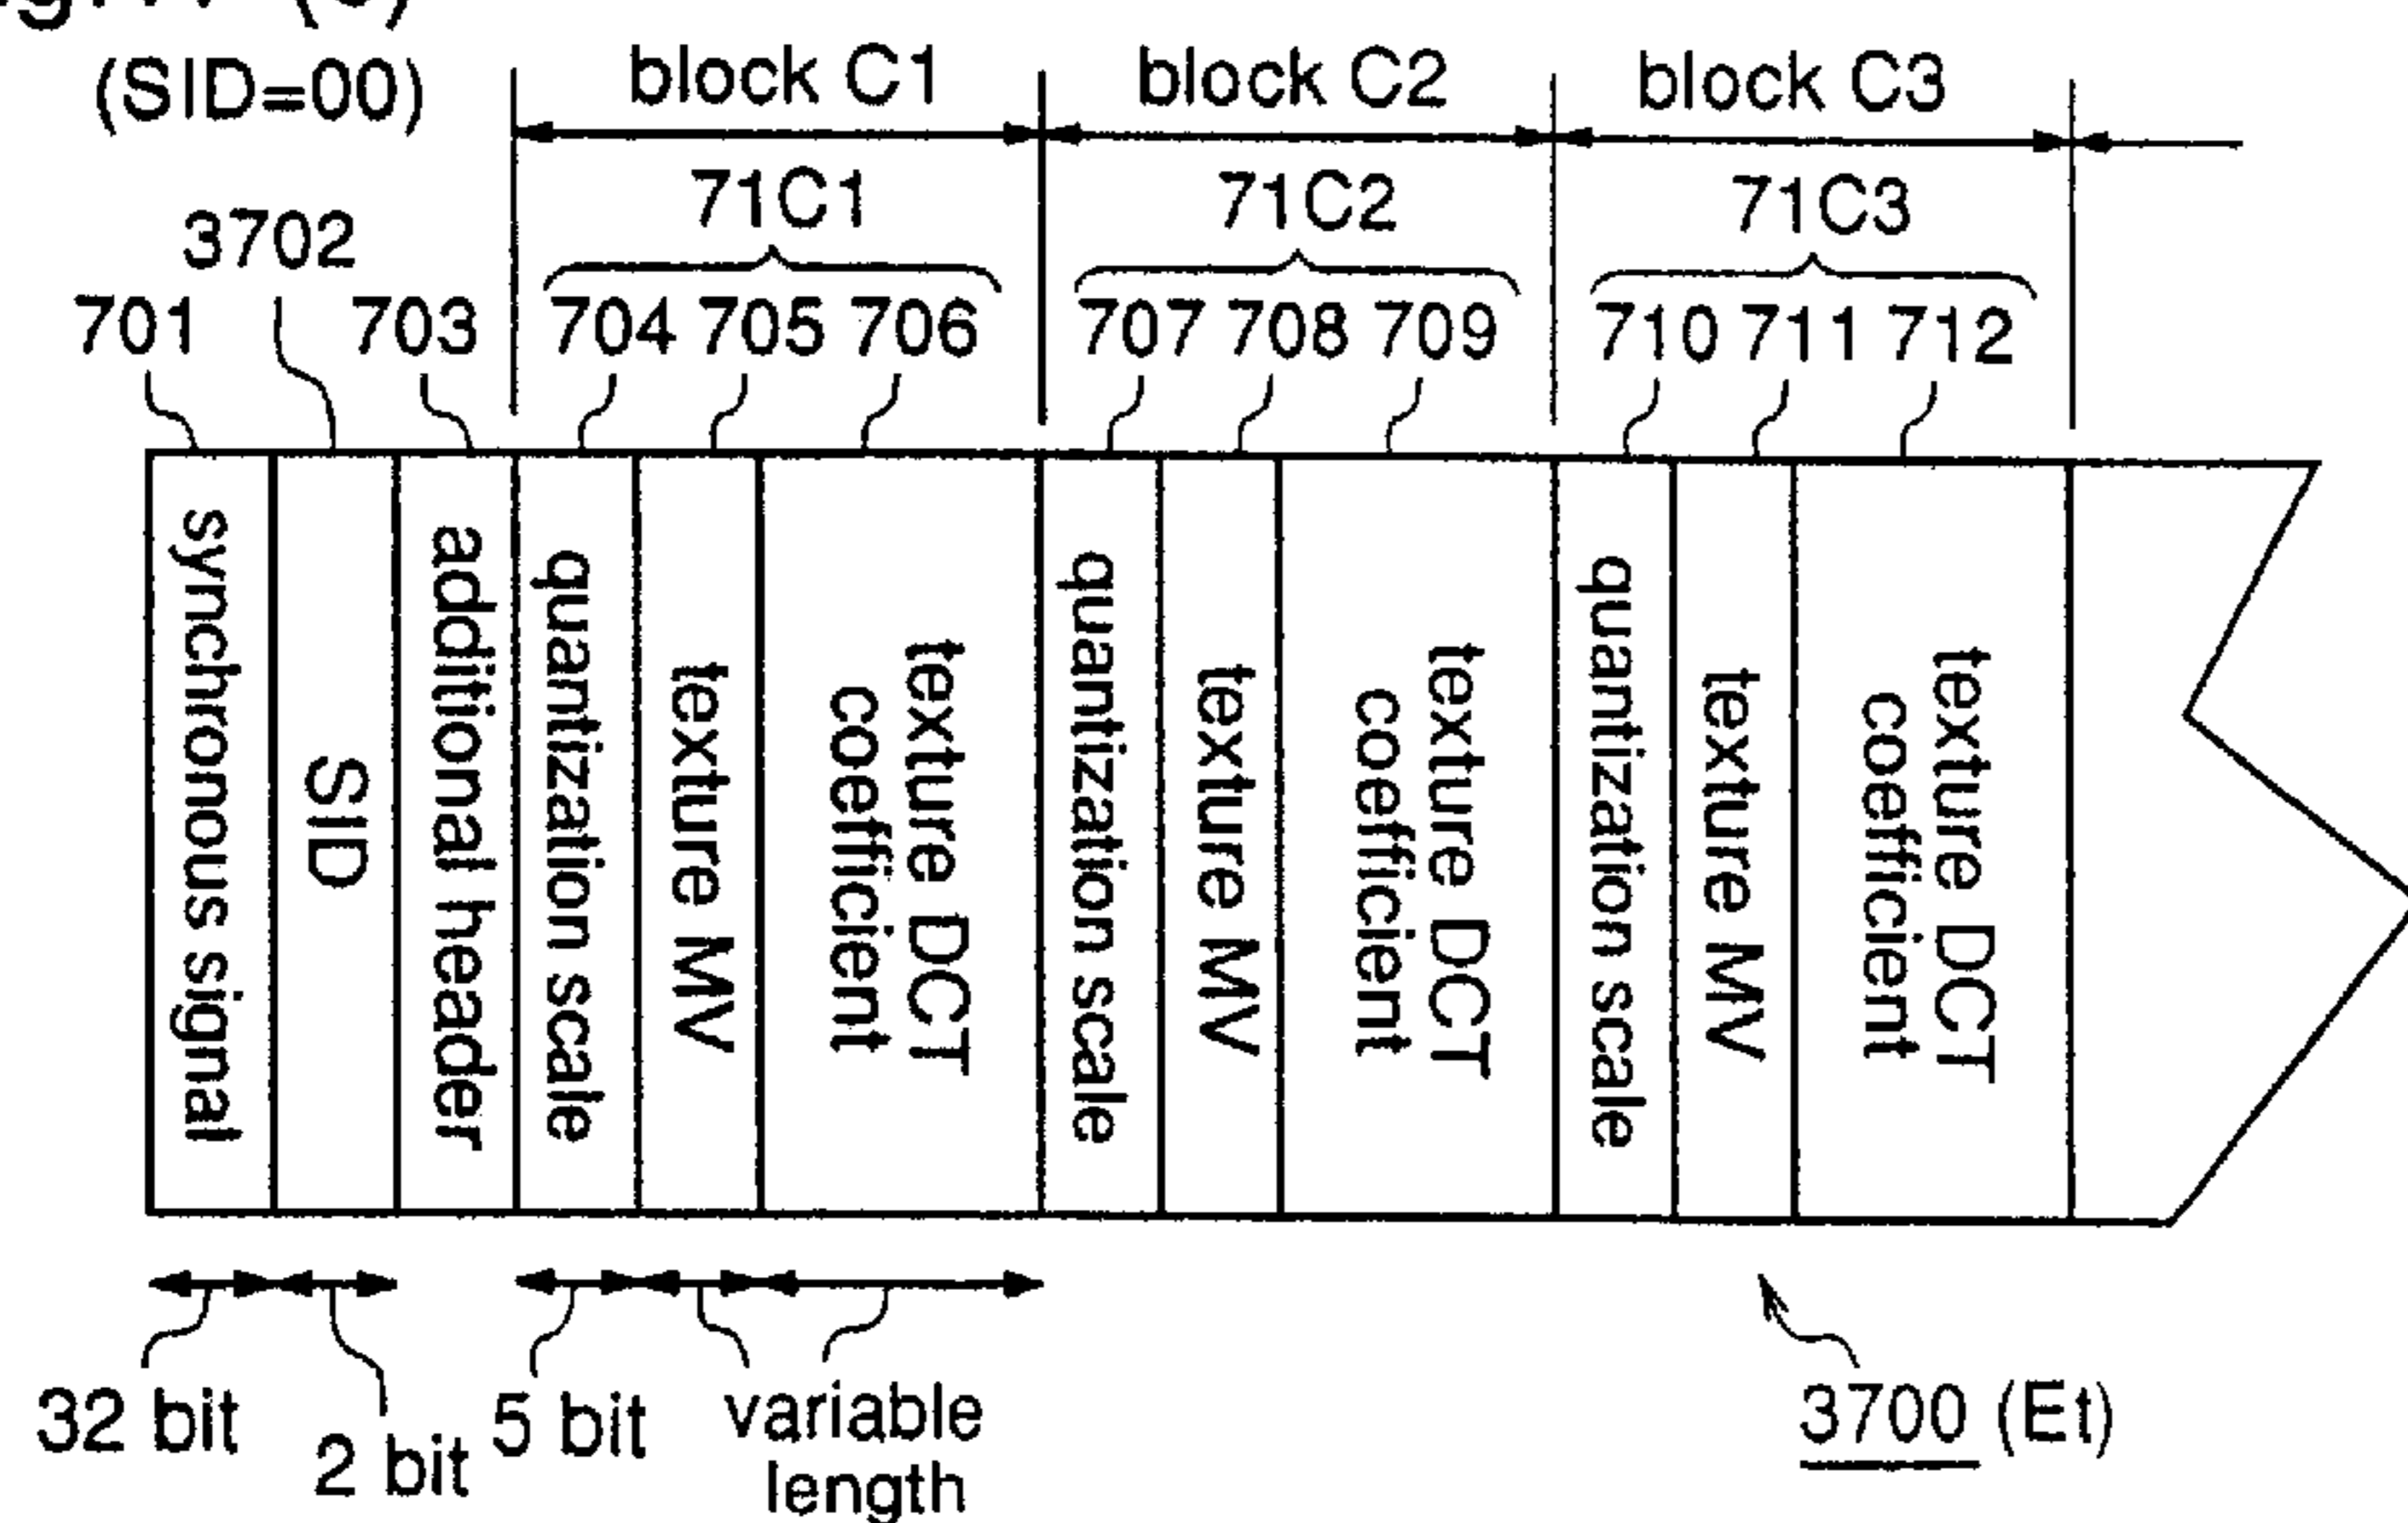 (SID=00)
block C1
block C2
block C3
71C1
71C2
71C3
3702
701
703
704 705 706
707 708 709
710 711 712
synchronous signal
SID
additional header
quantization scale
texture MV
texture DCT
coefficient
quantization scale
texture MV
texture DCT
coefficient
quantization scale
texture MV
texture DCT
coefficient
32 bit
2 bit
5 bit
variable
length
3700 (Et)